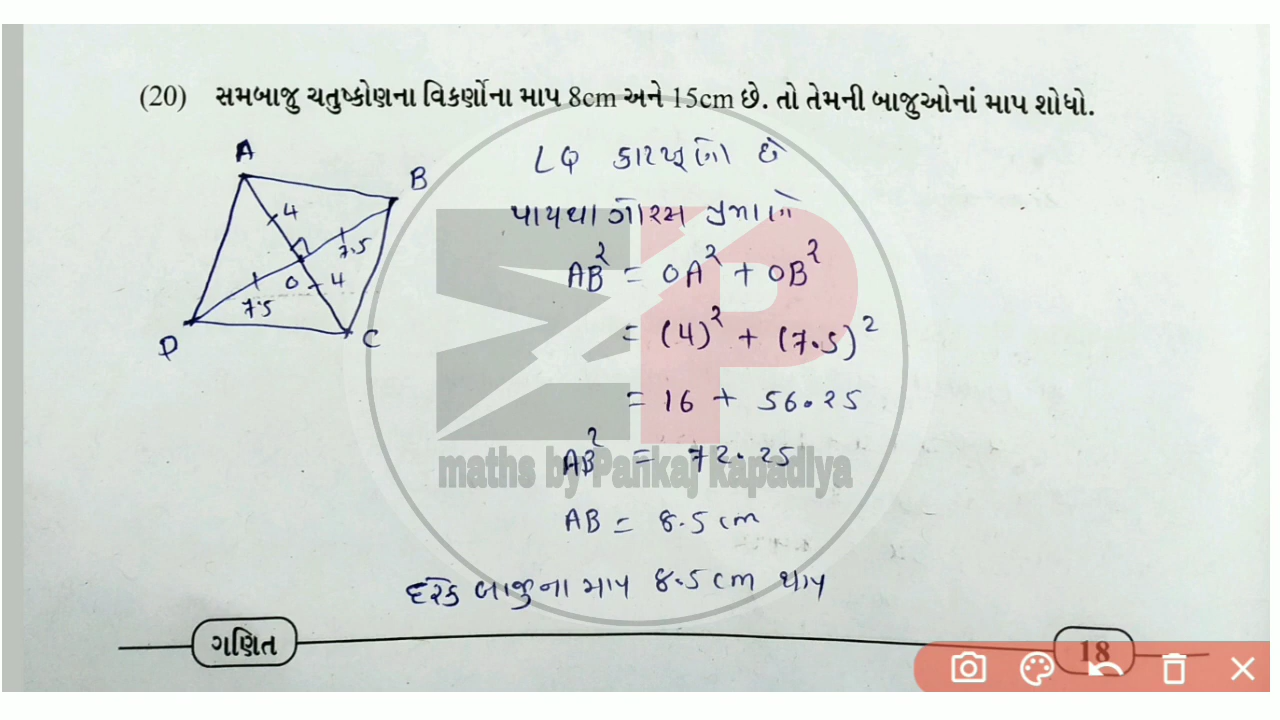 (20) સમબાજુ ચતુષ્કોણના વિકર્ણોના માપ 8cm અને 15cm છે. તો તેમની બાજુઓનાં માપ શોધો.
A
B
4
7.5
O
4
7.5
D
C
LQ કાટખૂણો છે
પાયથાગોરસ પ્રમાણે
AB² = OA² + OB²
= (4)² + (7.5)²
= 16 + 56.25
AB² = 72.25
AB = 8.5 cm
દરેક બાજુના માપ 8.5 cm થાય
maths by Pankaj Kapadiya
ગણિત
18